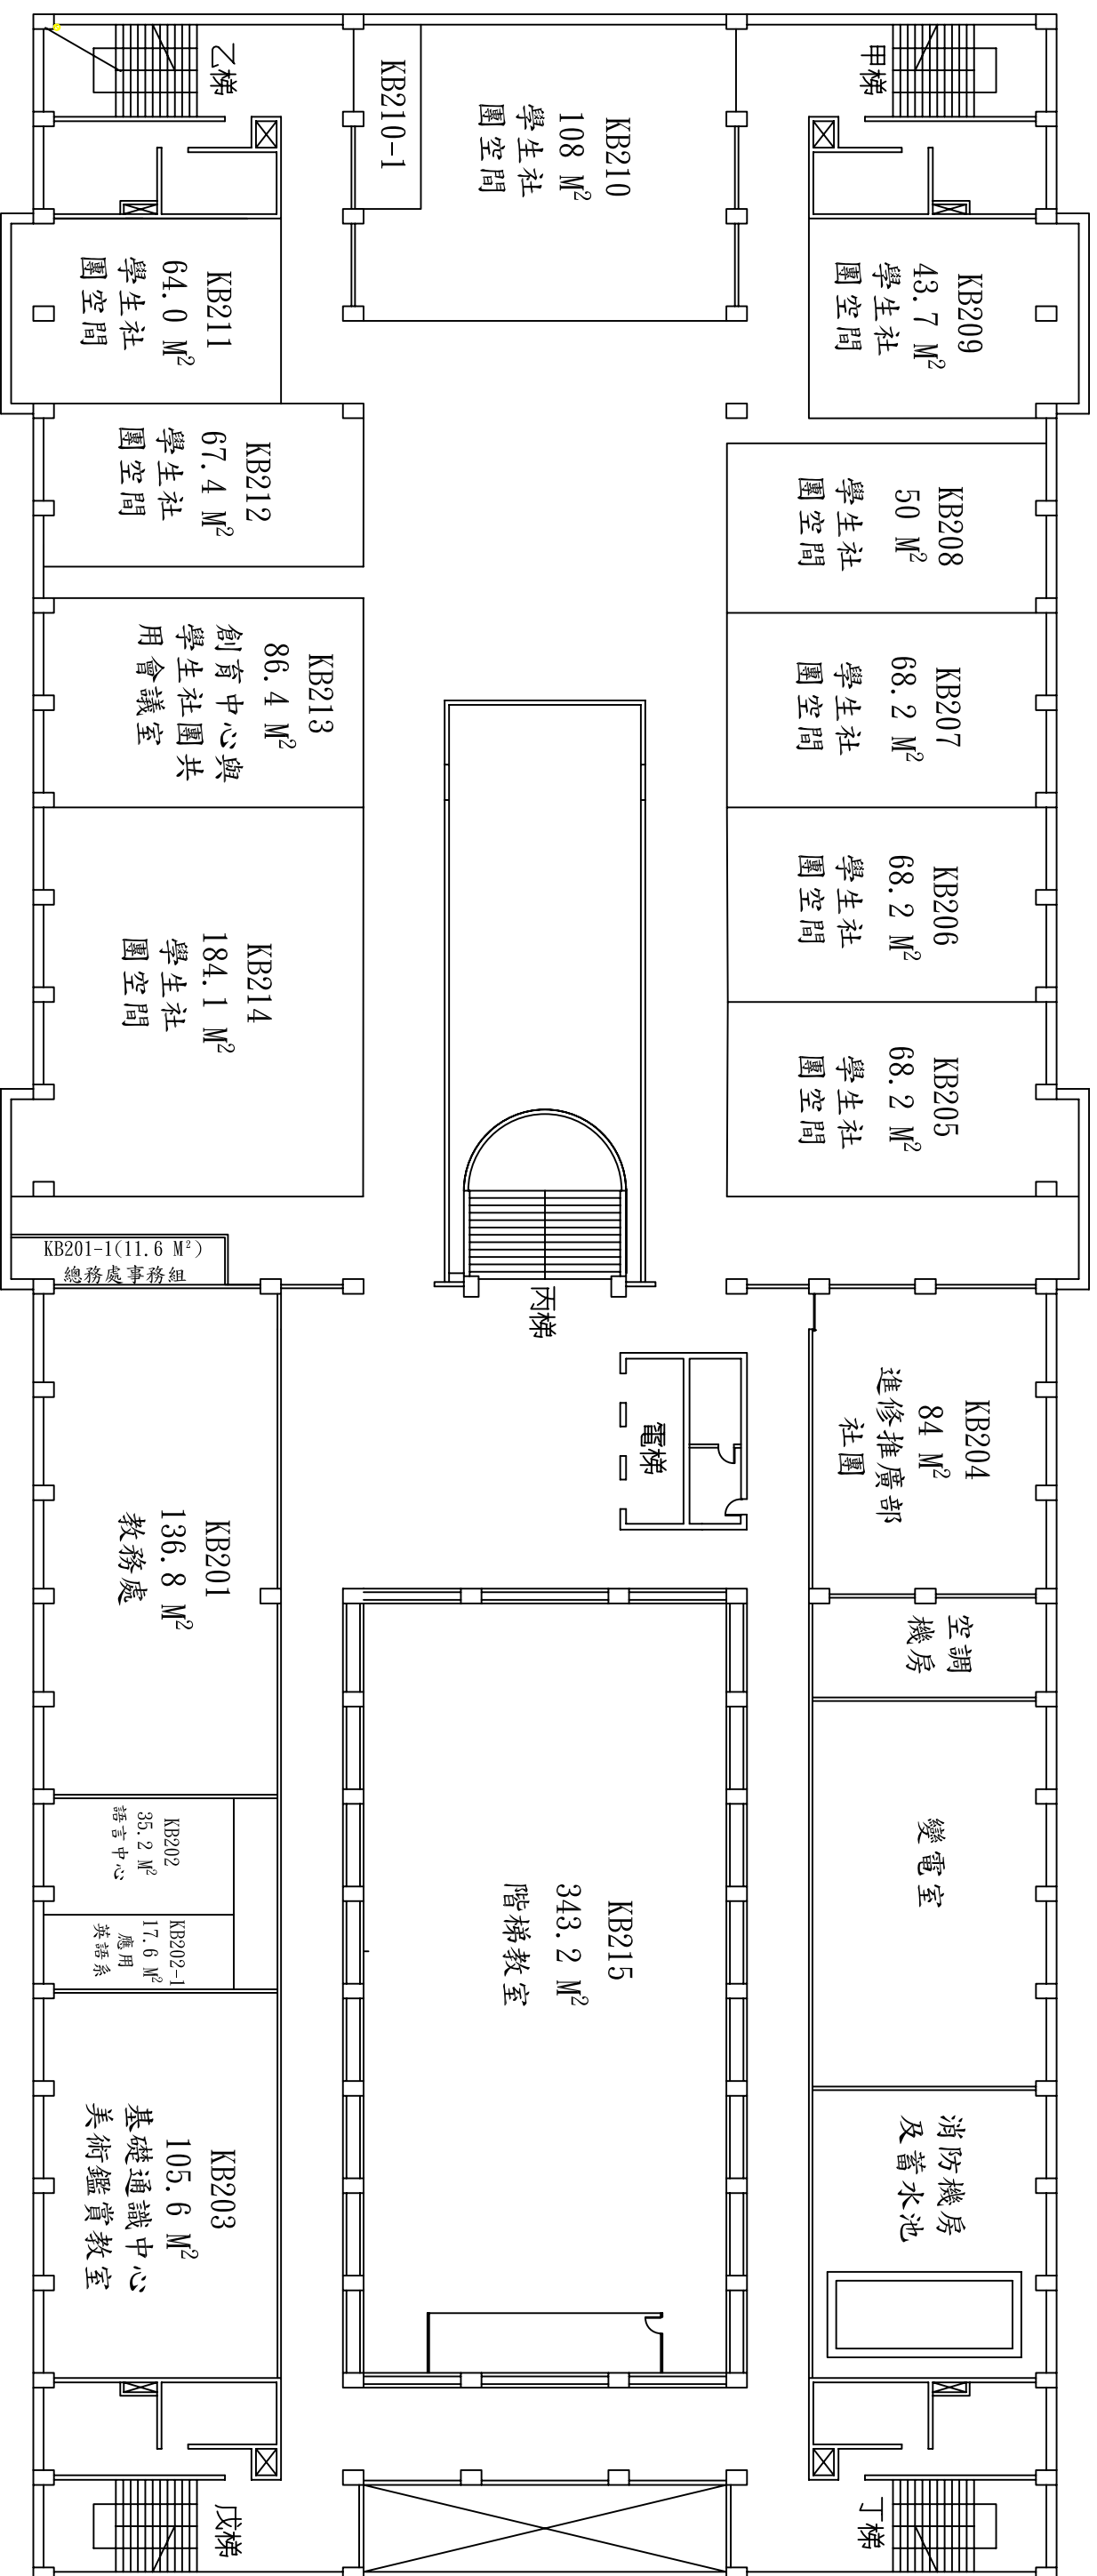 乙梯
甲梯
KB210-1
KB210
108 M²
學生社
團空間
KB211
64.0 M²
學生社
團空間
KB209
43.7 M²
學生社
團空間
KB212
67.4 M²
學生社
團空間
KB208
50 M²
學生社
團空間
KB213
86.4 M²
創育中心與
學生社團共
用會議室
KB207
68.2 M²
學生社
團空間
KB214
184.1 M²
學生社
團空間
KB206
68.2 M²
學生社
團空間
KB205
68.2 M²
學生社
團空間
KB201-1(11.6 M²)
總務處事務組
丙梯
電梯
KB204
84 M²
進修推廣部
社團
KB201
136.8 M²
教務處
空調
機房
KB202
35.2 M²
語言中心
KB202-1
17.6 M²
應用
英語系
KB215
343.2 M²
階梯教室
變電室
KB203
105.6 M²
基礎通識中心
美術鑑賞教室
消防機房
及蓄水池
戊梯
丁梯